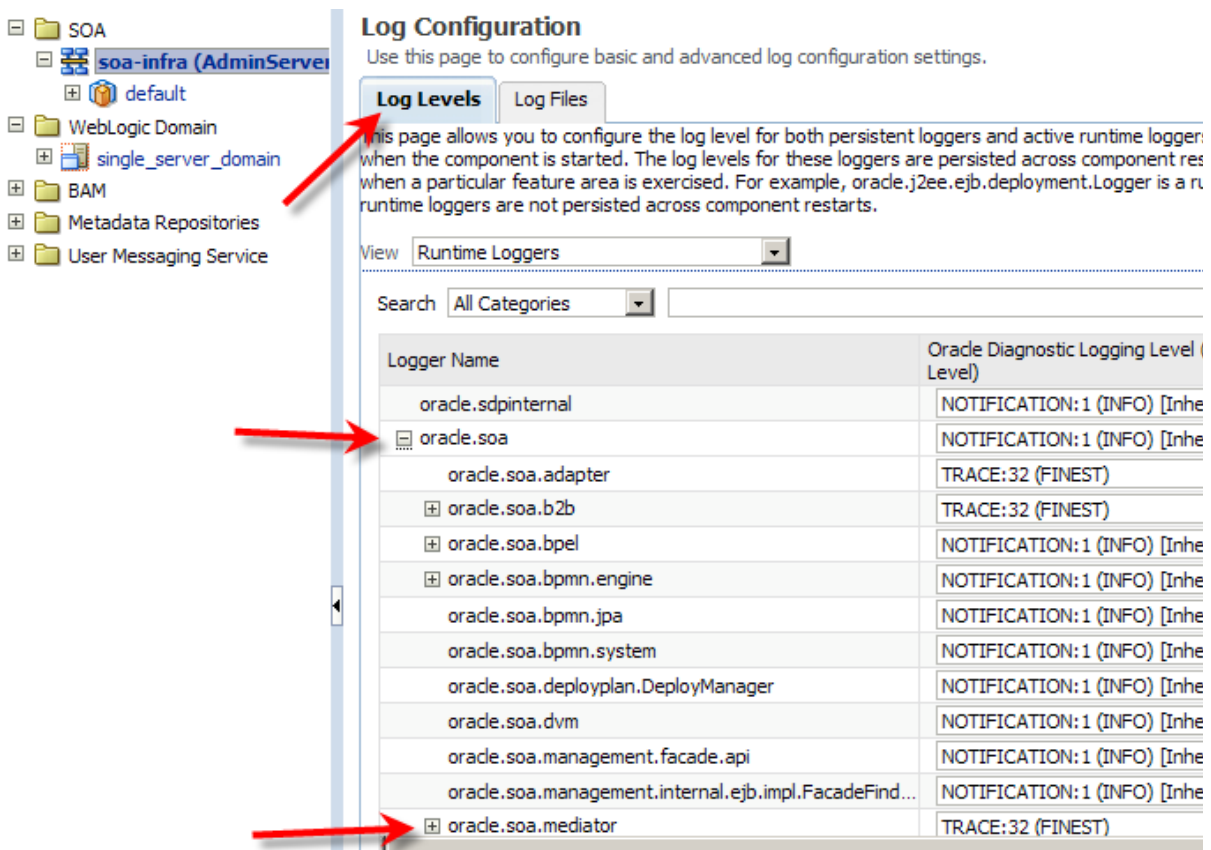 SOA
soa-infra (AdminServer
default
WebLogic Domain
single_server_domain
BAM
Metadata Repositories
User Messaging Service
Log Configuration
Use this page to configure basic and advanced log configuration settings.
Log Levels Log Files
This page allows you to configure the log level for both persistent loggers and active runtime loggers
when the component is started. The log levels for these loggers are persisted across component res
when a particular feature area is exercised. For example, oracle.j2ee.ejb.deployment.Logger is a ru
runtime loggers are not persisted across component restarts.
View Runtime Loggers
Search All Categories
Logger Name Oracle Diagnostic Logging Level (
Level)
oracle.sdpinternal NOTIFICATION:1 (INFO) [Inhe
oracle.soa NOTIFICATION:1 (INFO) [Inhe
oracle.soa.adapter TRACE:32 (FINEST)
oracle.soa.b2b TRACE:32 (FINEST)
oracle.soa.bpel NOTIFICATION:1 (INFO) [Inhe
oracle.soa.bpmn.engine NOTIFICATION:1 (INFO) [Inhe
oracle.soa.bpmn.jpa NOTIFICATION:1 (INFO) [Inhe
oracle.soa.bpmn.system NOTIFICATION:1 (INFO) [Inhe
oracle.soa.deployplan.DeployManager NOTIFICATION:1 (INFO) [Inhe
oracle.soa.dvm NOTIFICATION:1 (INFO) [Inhe
oracle.soa.management.facade.api NOTIFICATION:1 (INFO) [Inhe
oracle.soa.management.internal.ejb.impl.FacadeFind... NOTIFICATION:1 (INFO) [Inhe
oracle.soa.mediator TRACE:32 (FINEST)